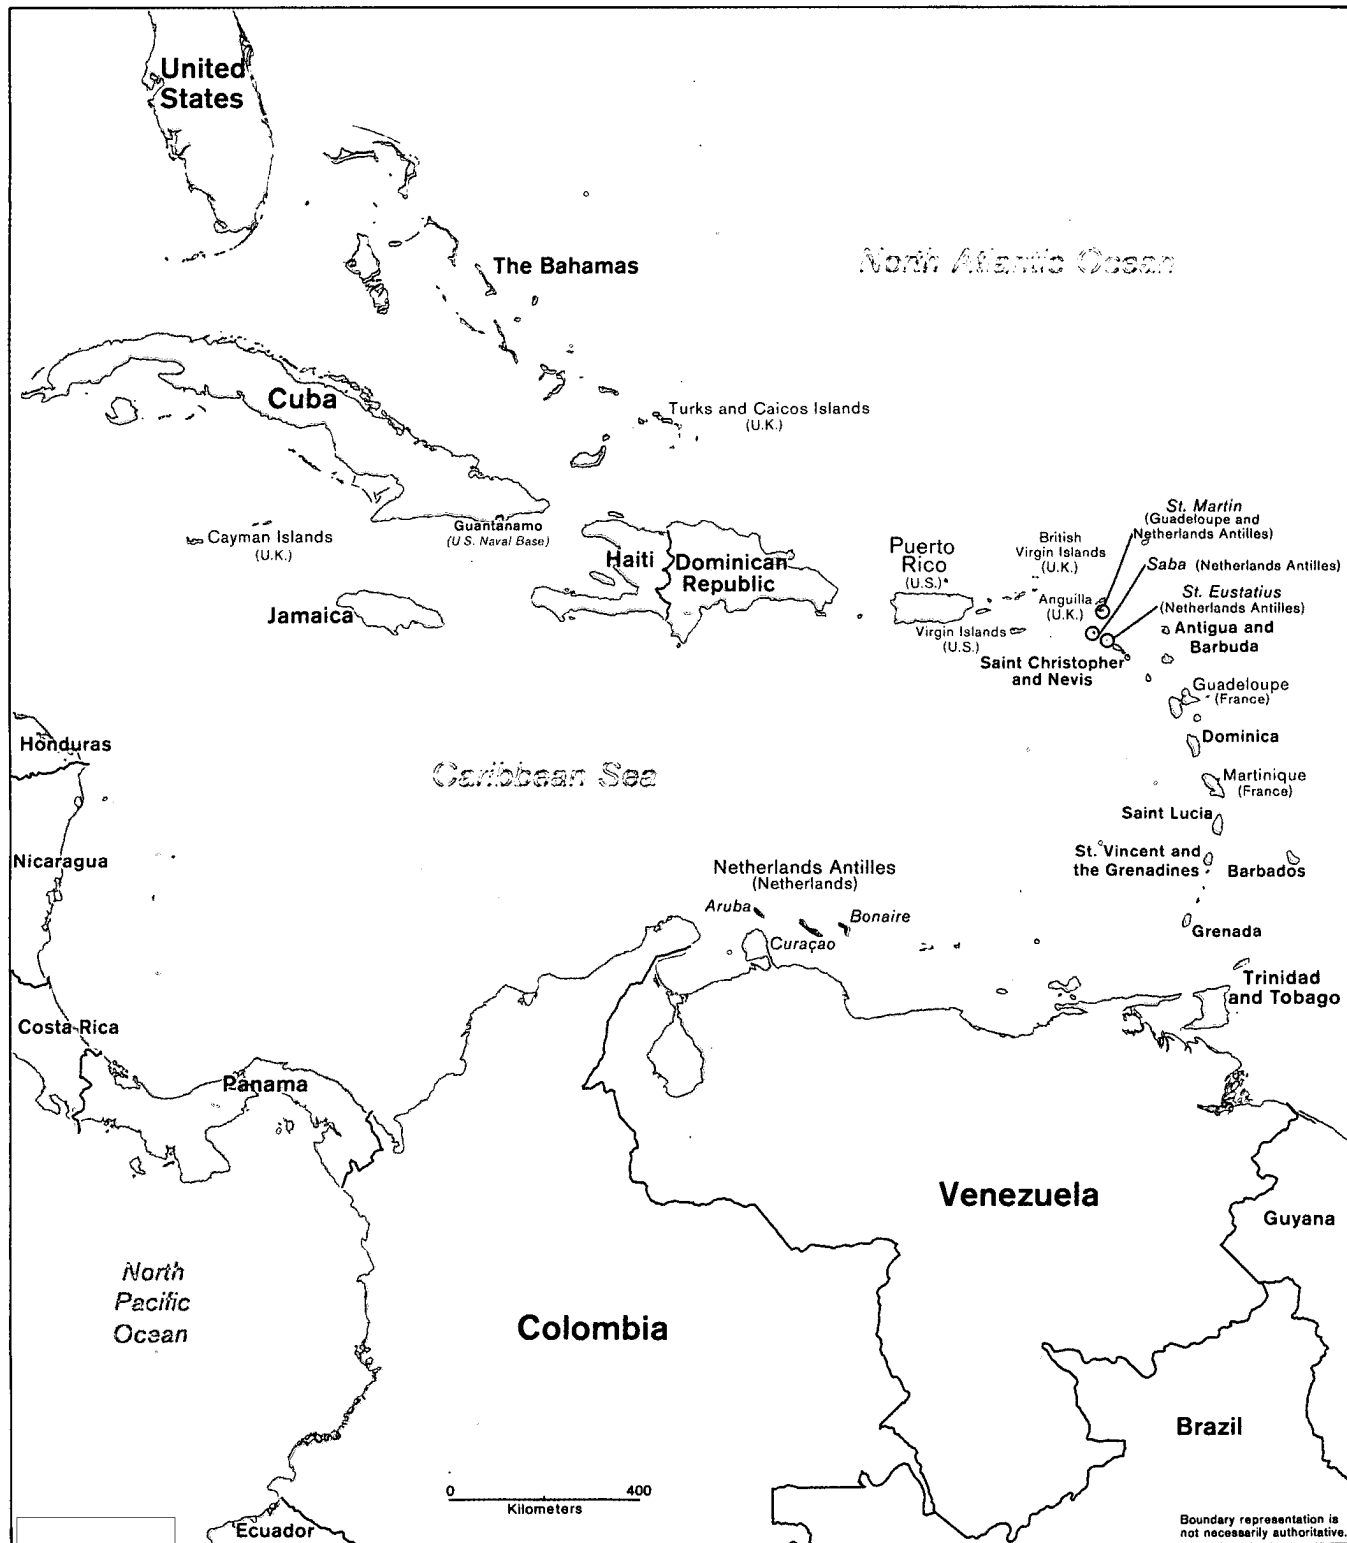 United
States
The Bahamas
North Atlantic Ocean
Cuba
Turks and Caicos Islands
(U.K.)
Cayman Islands
(U.K.)
Guantanamo
(U S. Naval Base)
Haiti
Dominican
Republic
Jamaica
Puerto
Rico
(U.S.)*
British
Virgin Islands
(U.K.)
St. Martin
(Guadeloupe and
Netherlands Antilles)
Saba (Netherlands Antilles)
Anguilla
(U.K.)
St. Eustatius
(Netherlands Antilles)
Virgin Islands
(U.S.)
Antigua and
Barbuda
Saint Christopher
and Nevis
Guadeloupe
(France)
Honduras
Dominica
Caribbean Sea
Martinique
(France)
Saint Lucia
Nicaragua
St. Vincent and
the Grenadines
Barbados
Netherlands Antilles
(Netherlands)
Aruba
Bonaire
Curaçao
Grenada
Trinidad
and Tobago
Costa Rica
Panama
Venezuela
Guyana
North
Pacific
Ocean
Colombia
Brazil
0 400
Kilometers
Ecuador
Boundary representation is
not necessarily authoritative.